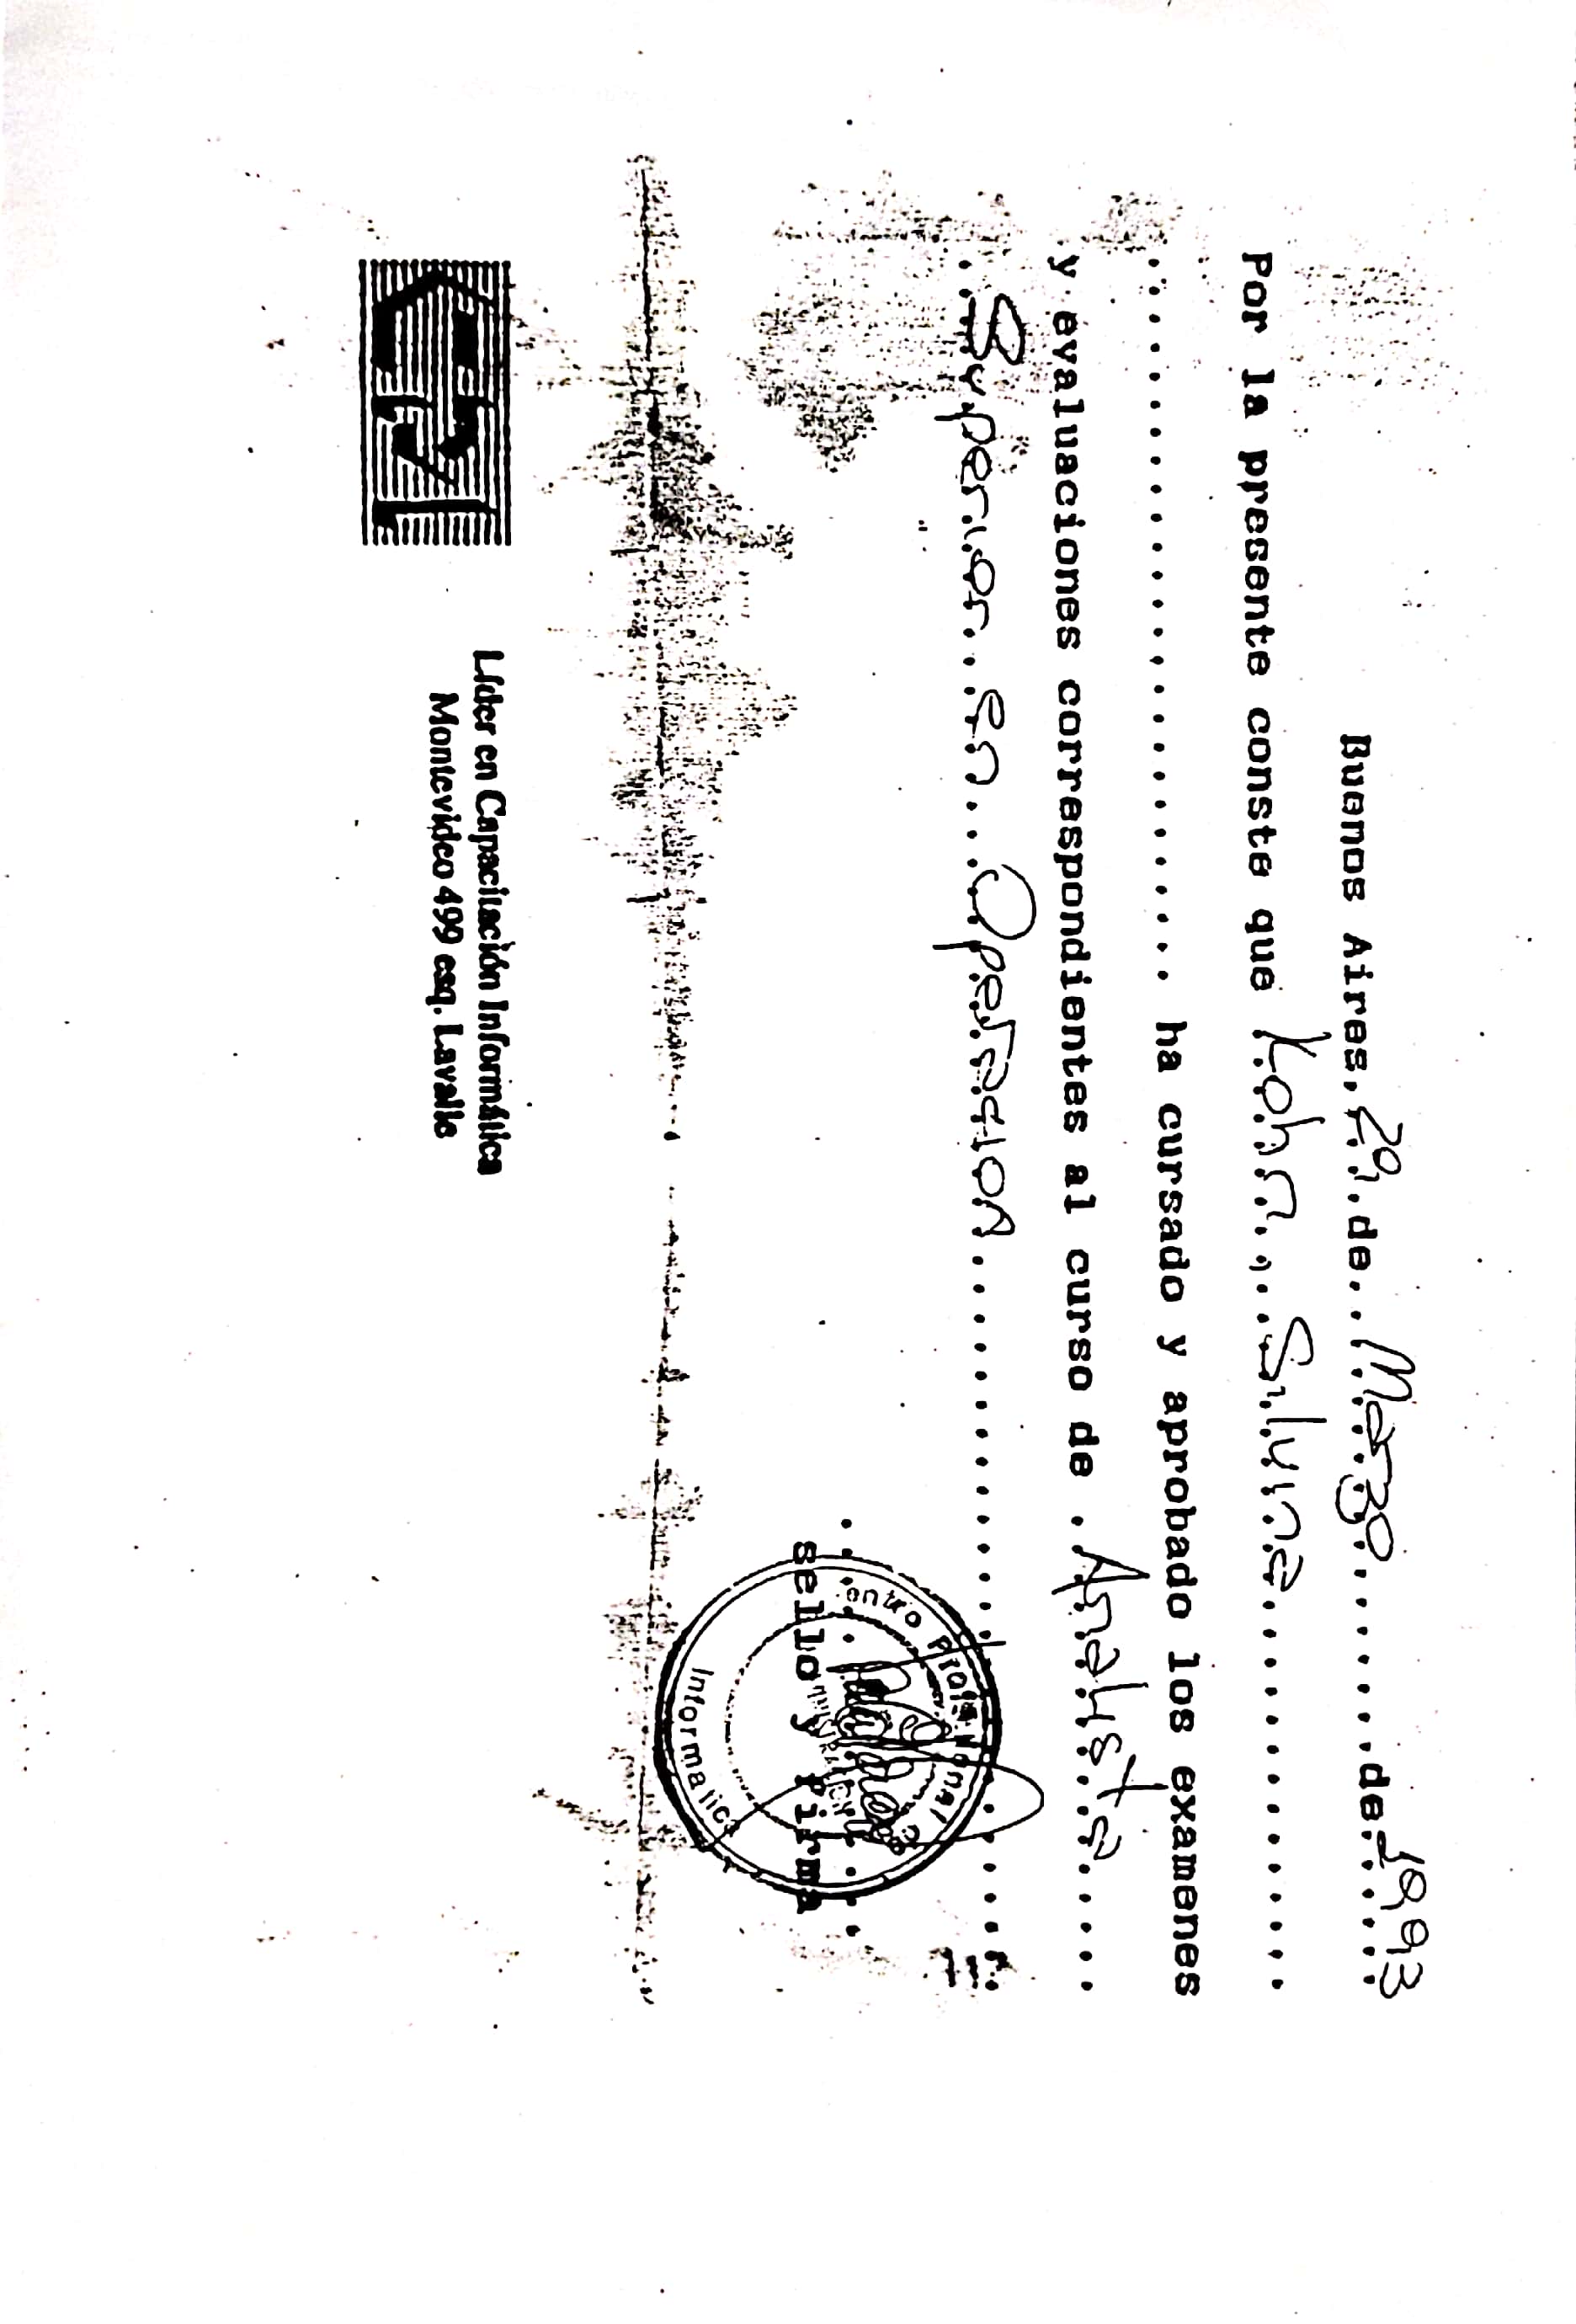 Buenos Aires, 29 de Marzo de 1993
Por la presente conste que Kohn, Silvina
ha cursado y aprobado los examenes
y evaluaciones correspondientes al curso de Analista
Superior en Operacion
entro Profesional de
sello y Firma
Informatica
CPI
Líder en Capacitación Informática
Montevideo 499 esq. Lavalle